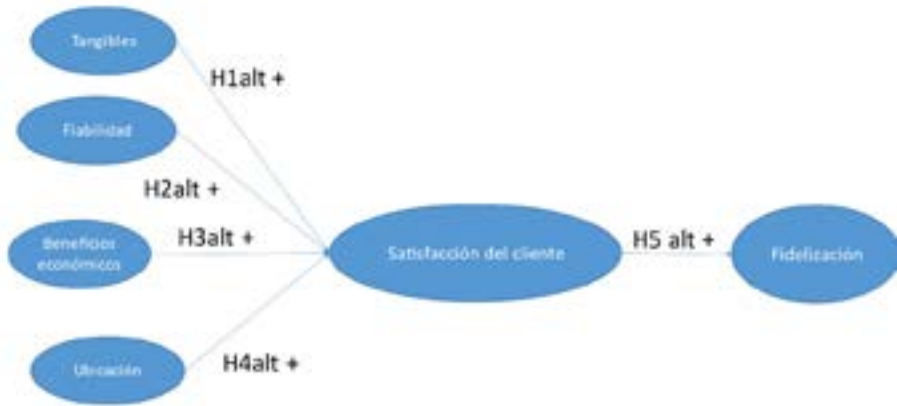 Tangibles
H1alt +
Fiabilidad
H2alt +
Beneficios
económicos
H3alt +
Satisfacción del cliente
H5 alt +
Fidelización
Ubicación
H4alt +